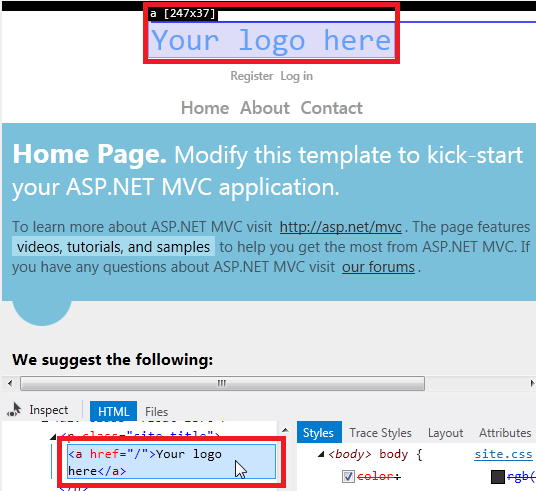 a [247x37]
Your logo here
Register Log in
Home About Contact
Home Page. Modify this template to kick-start
your ASP.NET MVC application.
To learn more about ASP.NET MVC visit http://asp.net/mvc . The page features
videos, tutorials, and samples to help you get the most from ASP.NET MVC. If
you have any questions about ASP.NET MVC visit our forums .
We suggest the following:
Inspect HTML Files
<p class="site-title">
<a href="/">Your logo
here</a>
Styles Trace Styles Layout Attributes
<body> body { site.css
color: rgb(